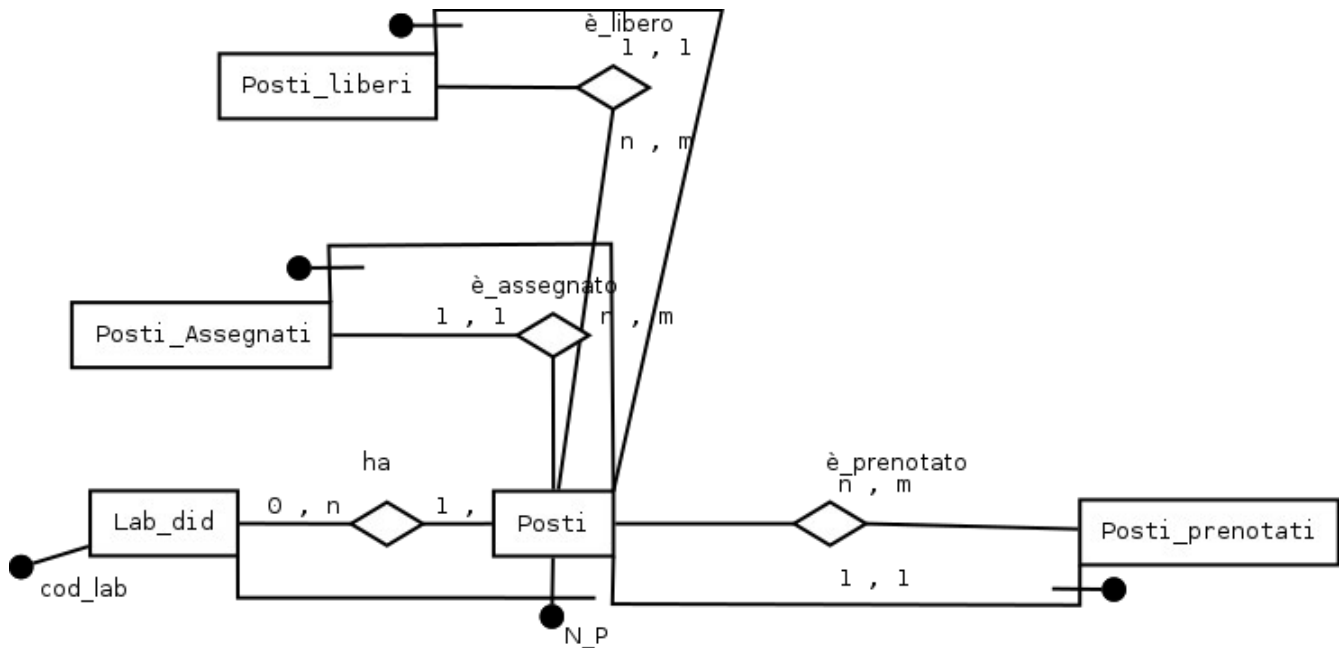 è_libero
1 , 1
Posti_liberi
n , m
è_assegnato
1 , 1
n , m
Posti_Assegnati
ha
è_prenotato
n , m
0 , n
1 ,
Lab_did
Posti
Posti_prenotati
1 , 1
cod_lab
N_P